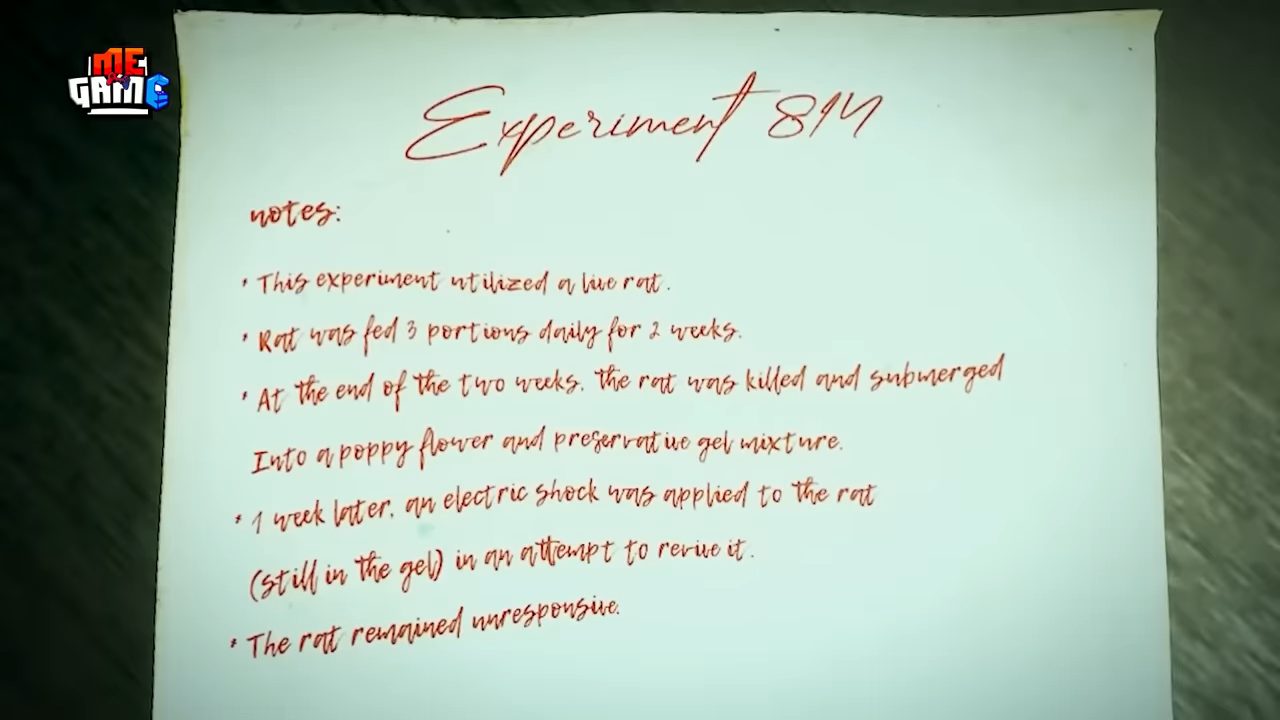 ME
GAME
Experiment 814
notes:
* This experiment utilized a live rat.
* Rat was fed 3 portions daily for 2 weeks.
* At the end of the two weeks, the rat was killed and submerged
Into a poppy flower and preservative gel mixture.
* 1 week later, an electric shock was applied to the rat
(still in the gel) in an attempt to revive it.
* The rat remained unresponsive.